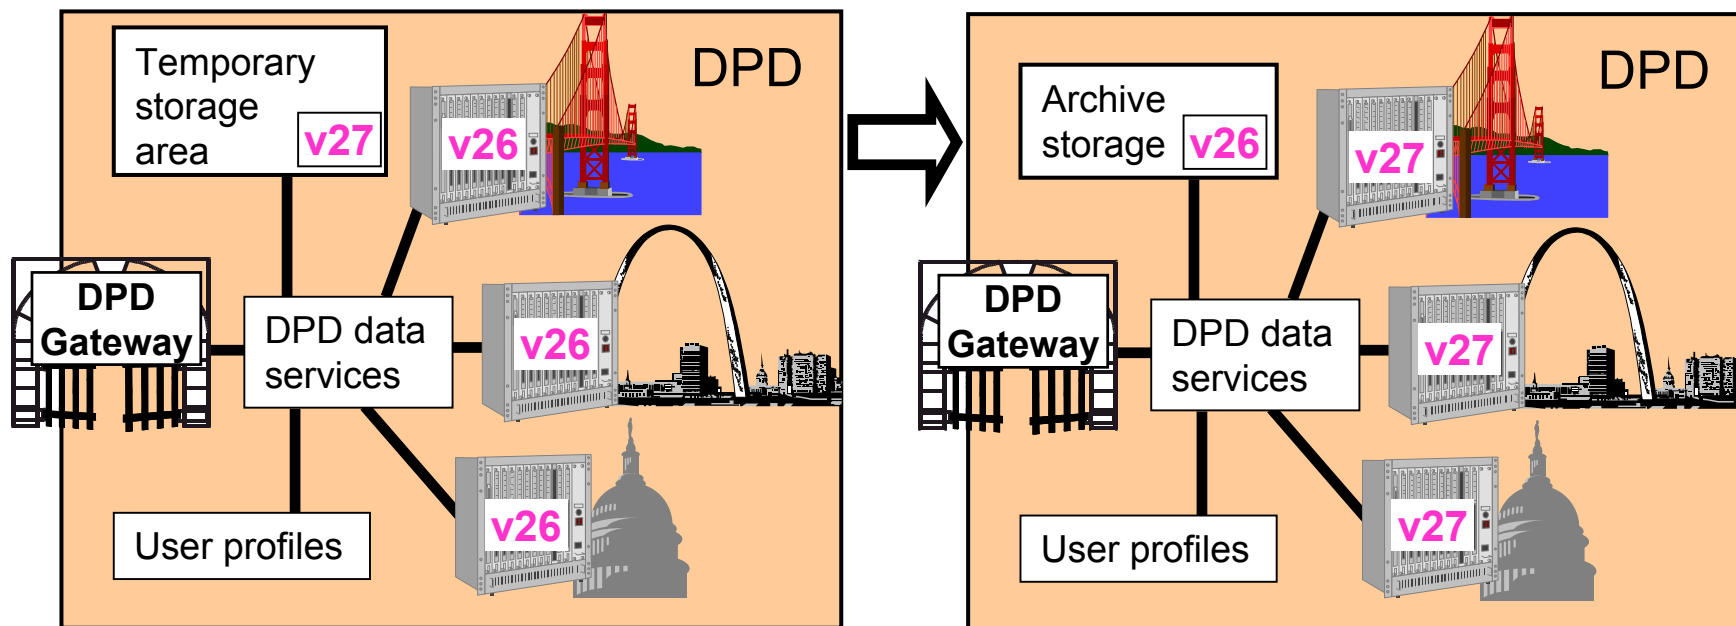 DPD
Temporary
storage
area
v27
v26
DPD
Gateway
DPD data
services
v26
v26
User profiles
DPD
Archive
storage
v26
v27
DPD
Gateway
DPD data
services
v27
v27
User profiles